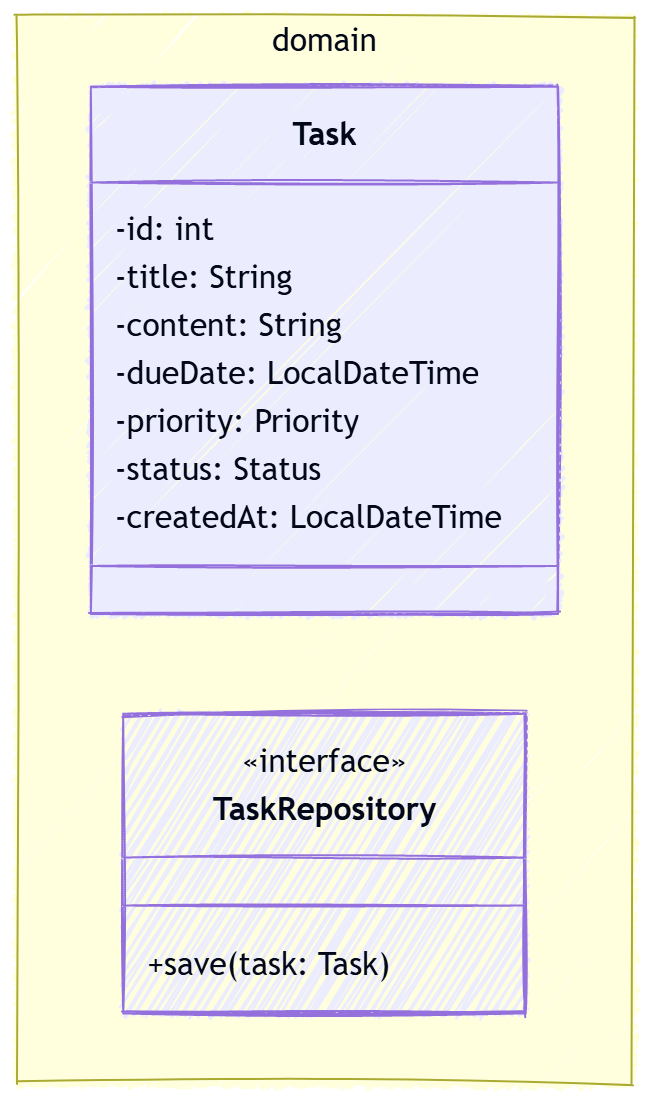 domain
Task
-id: int
-title: String
-content: String
-dueDate: LocalDateTime
-priority: Priority
-status: Status
-createdAt: LocalDateTime
«interface»
TaskRepository
+save(task: Task)